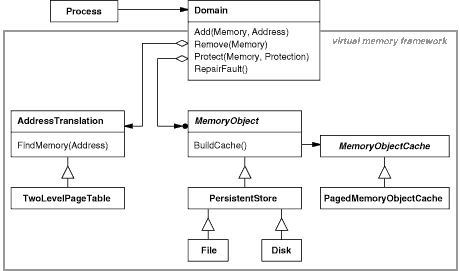 Process
Domain
Add(Memory, Address)
Remove(Memory)
Protect(Memory, Protection)
RepairFault()
virtual memory framework
AddressTranslation
FindMemory(Address)
MemoryObject
BuildCache()
MemoryObjectCache
TwoLevelPageTable
PersistentStore
PagedMemoryObjectCache
File
Disk